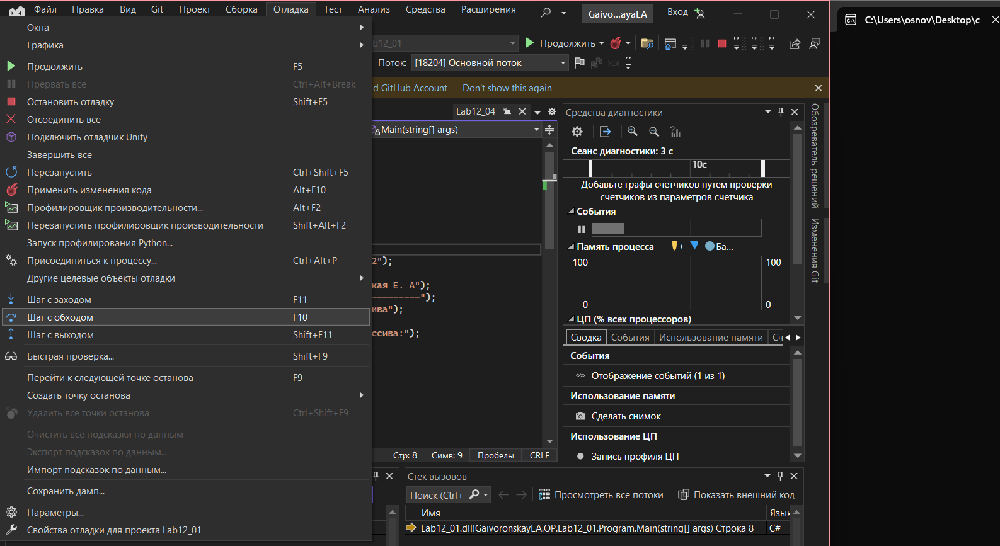 Файл Правка Вид Git Проект Сборка Отладка Тест Анализ Средства Расширения Gaivo...ayaEA Вход
C:\Users\osnov\Desktop\c
Окна
Графика
Продолжить F5
Прервать все Ctrl+Alt+Break
Остановить отладку Shift+F5
Отсоединить все
Подключить отладчик Unity
Завершить все
Перезапустить Ctrl+Shift+F5
Применить изменения кода Alt+F10
Профилировщик производительности... Alt+F2
Перезапустить профилировщик производительности Shift+Alt+F2
Запуск профилирования Python...
Присоединиться к процессу... Ctrl+Alt+P
Другие целевые объекты отладки
Шаг с заходом F11
Шаг с обходом F10
Шаг с выходом Shift+F11
Быстрая проверка... Shift+F9
Перейти к следующей точке останова F9
Создать точку останова
Удалить все точки останова Ctrl+Shift+F9
Очистить все подсказки по данным
Экспорт подсказок по данным...
Импорт подсказок по данным...
Сохранить дамп...
Параметры...
Свойства отладки для проекта Lab12_01
b12_01 Продолжить
Поток: [18204] Основной поток
d GitHub Account Don't show this again
Lab12_04
Main(string[] args)
2");
кая Е. А");
----------");
ива");
ссива:");
Стр: 8 Симв: 9 Пробелы CRLF
Средства диагностики
Сеанс диагностики: 3 с
10с
Добавьте графы счетчиков путем проверки
счетчиков из параметров счетчика
События
Память процесса Ба...
100 100
0 0
ЦП (% всех процессоров)
Сводка События Использование памяти Сч
События
Отображение событий (1 из 1)
Использование памяти
Сделать снимок
Использование ЦП
Запись профиля ЦП
Обозреватель решений
Изменения Git
Стек вызовов
Поиск (Ctrl+ Просмотреть все потоки Показать внешний код
Имя Язык
Lab12_01.dll!GaivoronskayEA.OP.Lab12_01.Program.Main(string[] args) Строка 8 C#